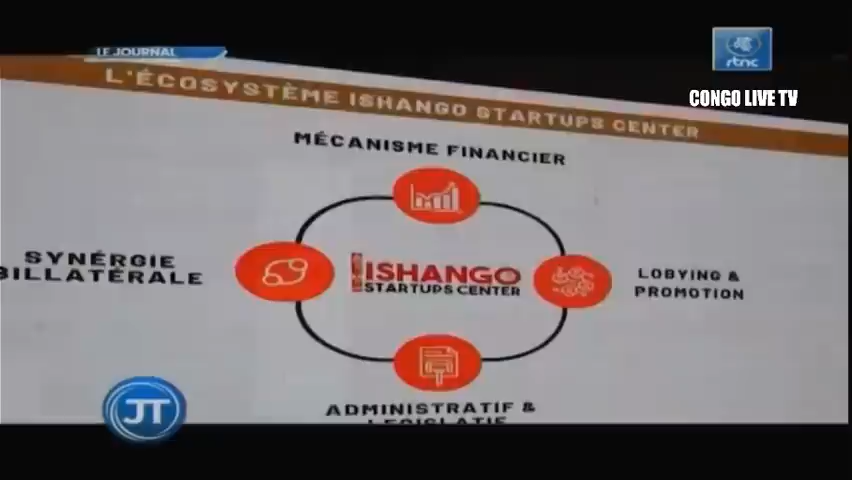 LE JOURNAL
rtnc
CONGO LIVE TV
L'ÉCOSYSTÈME ISHANGO STARTUPS CENTER
MÉCANISME FINANCIER
SYNÉRGIE
BILLATÉRALE
ISHANGO
STARTUPS CENTER
LOBYING &
PROMOTION
ADMINISTRATIF &
LEGISLATIF
JT